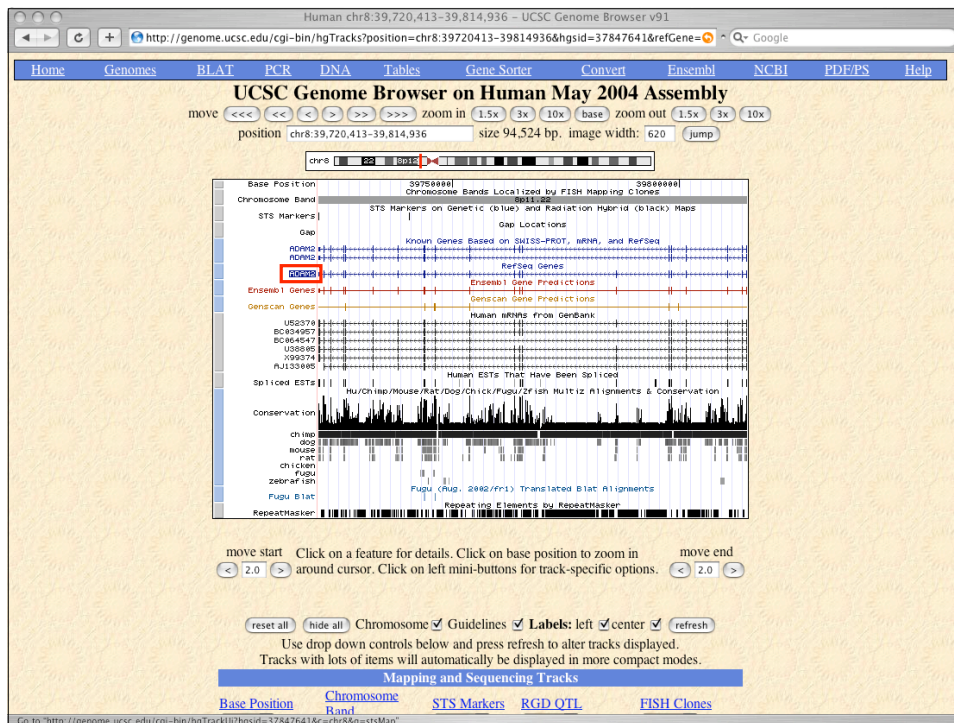 Human chr8:39,720,413-39,814,936 - UCSC Genome Browser v91
http://genome.ucsc.edu/cgi-bin/hgTracks?position=chr8:39720413-39814936&hgsid=37847641&refGene= Google
Home Genomes BLAT PCR DNA Tables Gene Sorter Convert Ensembl NCBI PDF/PS Help
UCSC Genome Browser on Human May 2004 Assembly
move <<< << < > >> >>> zoom in 1.5x 3x 10x base zoom out 1.5x 3x 10x
position chr8:39,720,413-39,814,936 size 94,524 bp. image width: 620 jump
chr8 22 8p12
Base Position 39750000| 39800000|
Chromosome Bands Localized by FISH Mapping Clones
Chromosome Band 8p11.22
STS Markers on Genetic (blue) and Radiation Hybrid (black) Maps
STS Markers
Gap Locations
Gap
Known Genes Based on SWISS-PROT, mRNA, and RefSeq
ADAM2
ADAM2
RefSeq Genes
ADAM2
Ensembl Gene Predictions
Ensembl Genes
Genscan Gene Predictions
Genscan Genes
Human mRNAs from GenBank
U52370
BC034957
BC064547
U38805
X99374
AJ133005
Human ESTs That Have Been Spliced
Spliced ESTs
Hu/Chimp/Mouse/Rat/Dog/Chick/Fugu/Zfish Multiz Alignments & Conservation
Conservation
chimp
dog
mouse
rat
chicken
fugu
zebrafish
Fugu (Aug. 2002/fr1) Translated Blat Alignments
Fugu Blat
Repeating Elements by RepeatMasker
RepeatMasker
move start Click on a feature for details. Click on base position to zoom in move end
< 2.0 > around cursor. Click on left mini-buttons for track-specific options. < 2.0 >
reset all hide all Chromosome Guidelines Labels: left center refresh
Use drop down controls below and press refresh to alter tracks displayed.
Tracks with lots of items will automatically be displayed in more compact modes.
Mapping and Sequencing Tracks
Base Position Chromosome Band STS Markers RGD QTL FISH Clones
Go to "http://genome.ucsc.edu/cgi-bin/hgTrackUi?hgsid=37847641&c=chr8&g=stsMap"